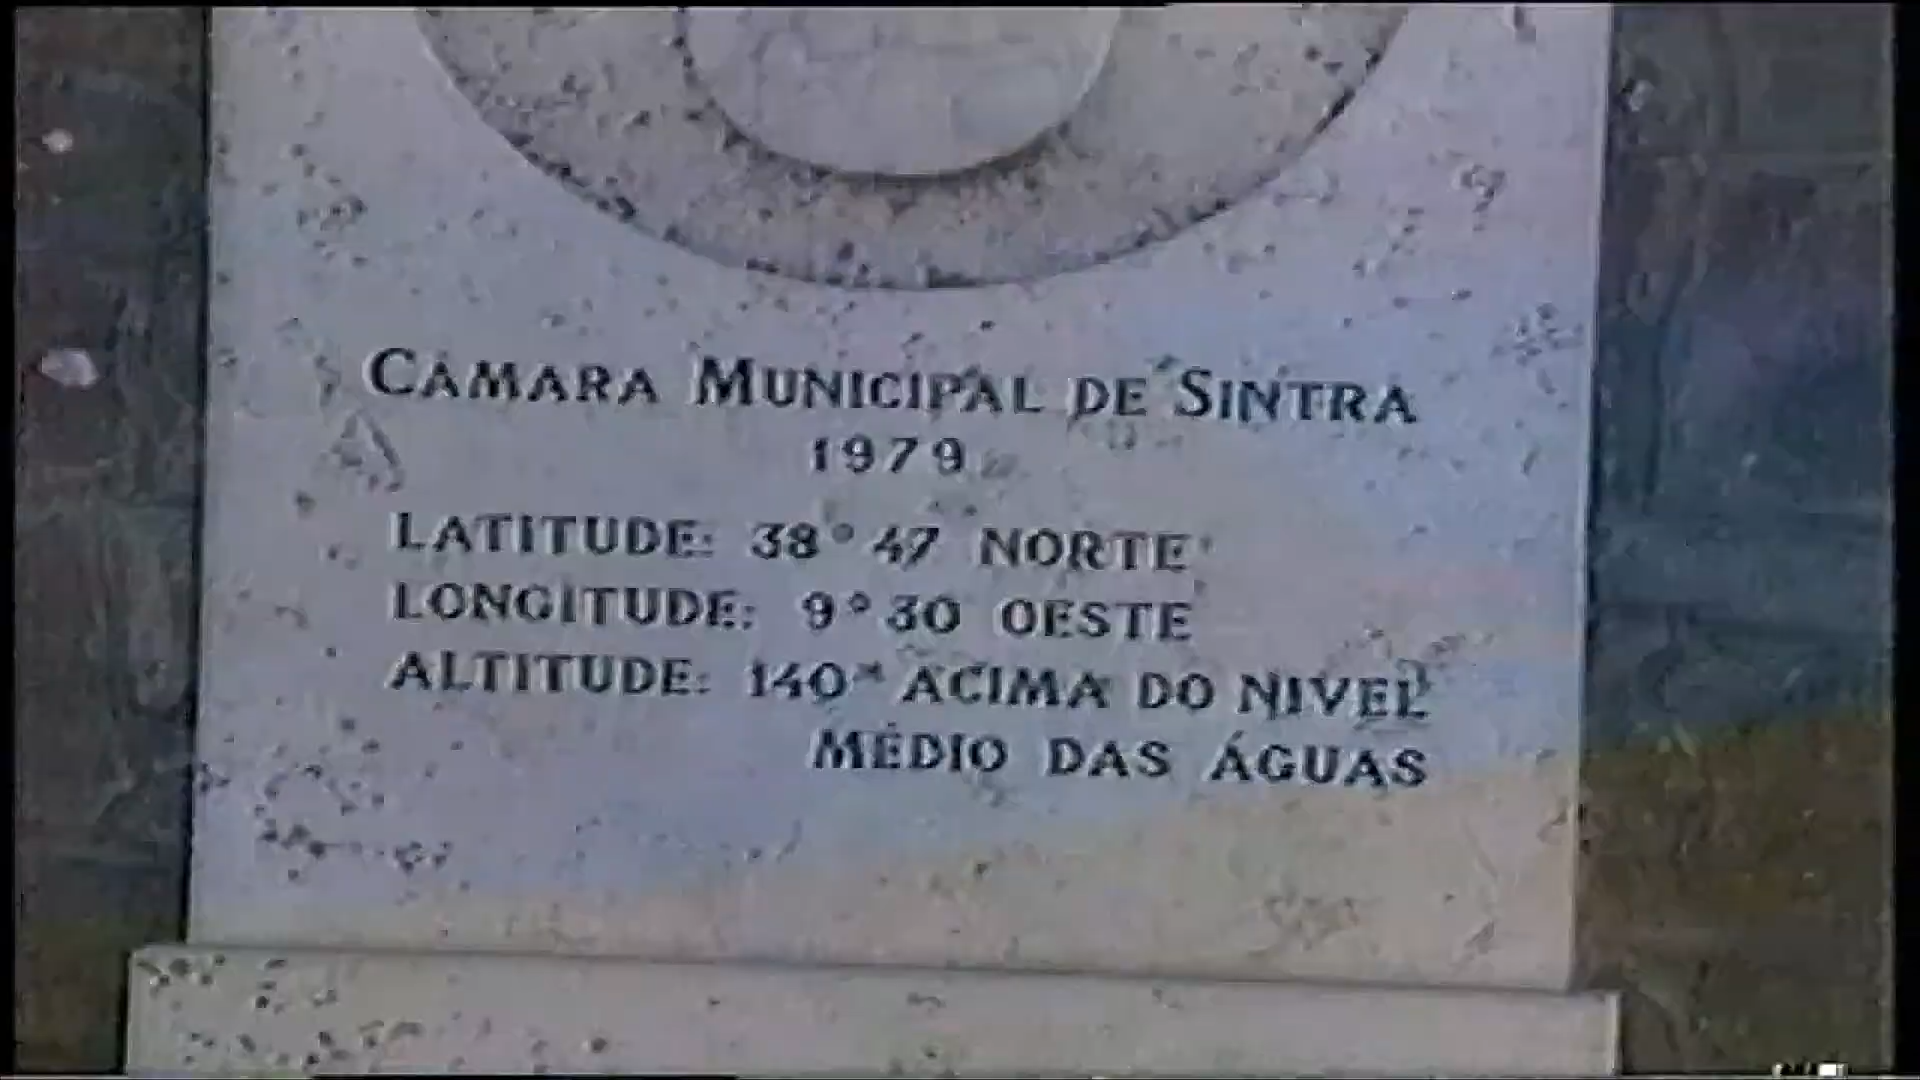 CÂMARA MUNICIPAL DE SINTRA
1979
LATITUDE: 38° 47 NORTE
LONGITUDE: 9° 30 OESTE
ALTITUDE: 140ᵐ ACIMA DO NIVEL
MÉDIO DAS ÁGUAS